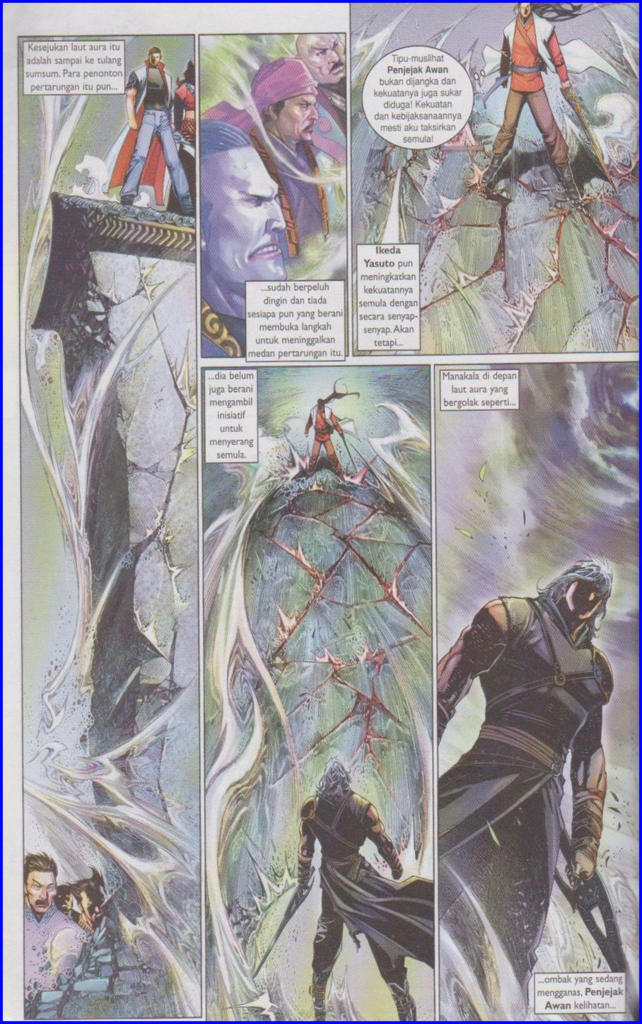 Kesejukan laut aura itu
adalah sampai ke tulang
sumsum. Para penonton
pertarungan itu pun...
...sudah berpeluh
dingin dan tiada
sesiapa pun yang berani
membuka langkah
untuk meninggalkan
medan pertarungan itu.
Tipu-muslihat
Penjejak Awan
bukan dijangka dan
kekuatanya juga sukar
diduga! Kekuatan
dan kebijaksanaannya
mesti aku taksirkan
semula!
Ikeda
Yasuto pun
meningkatkan
kekuatannya
semula dengan
secara senyap-
senyap. Akan
tetapi...
...dia belum
juga berani
mengambil
inisiatif
untuk
menyerang
semula.
Manakala di depan
laut aura yang
bergolak seperti...
...ombak yang sedang
mengganas, Penjejak
Awan kelihatan...